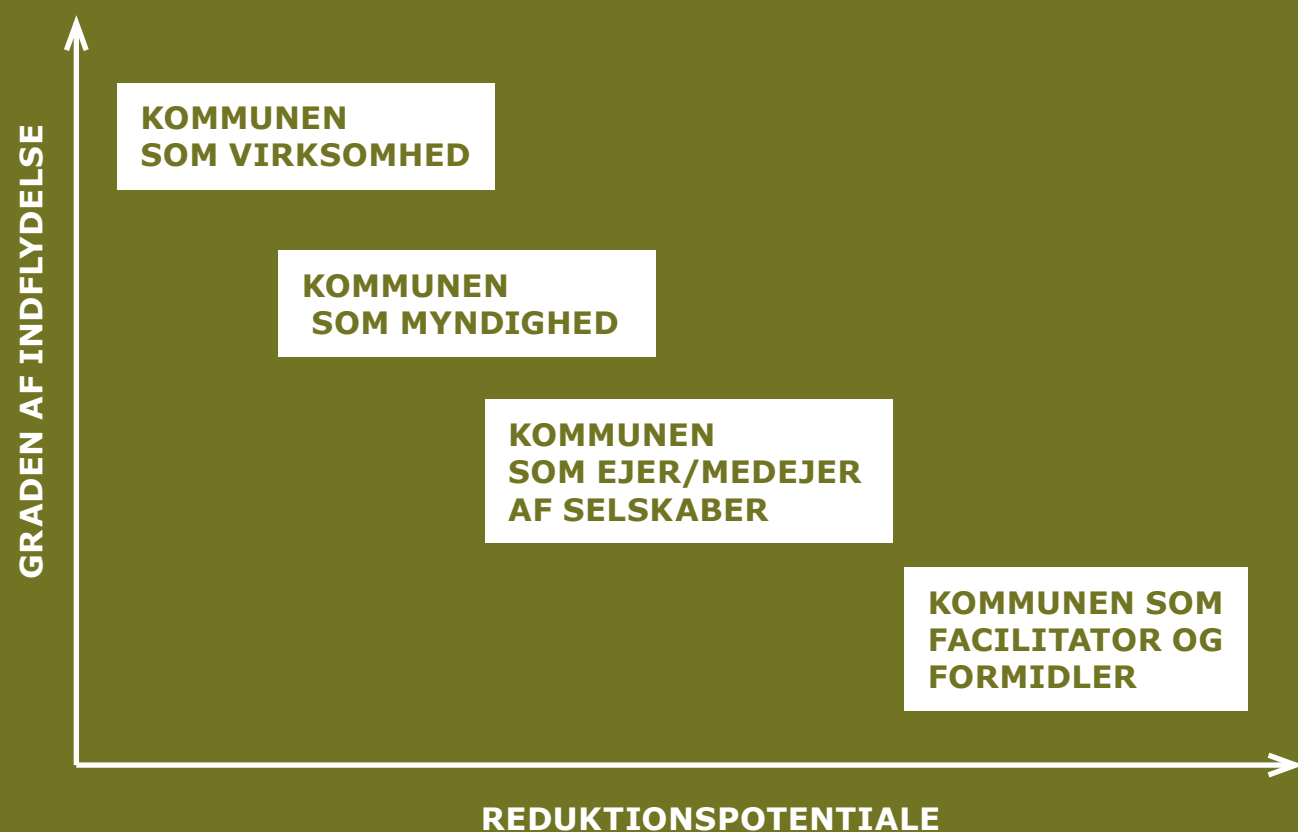 GRADEN AF INDFLYDELSE
KOMMUNEN
SOM VIRKSOMHED
KOMMUNEN
SOM MYNDIGHED
KOMMUNEN
SOM EJER/MEDEJER
AF SELSKABER
KOMMUNEN SOM
FACILITATOR OG
FORMIDLER
REDUKTIONSPOTENTIALE